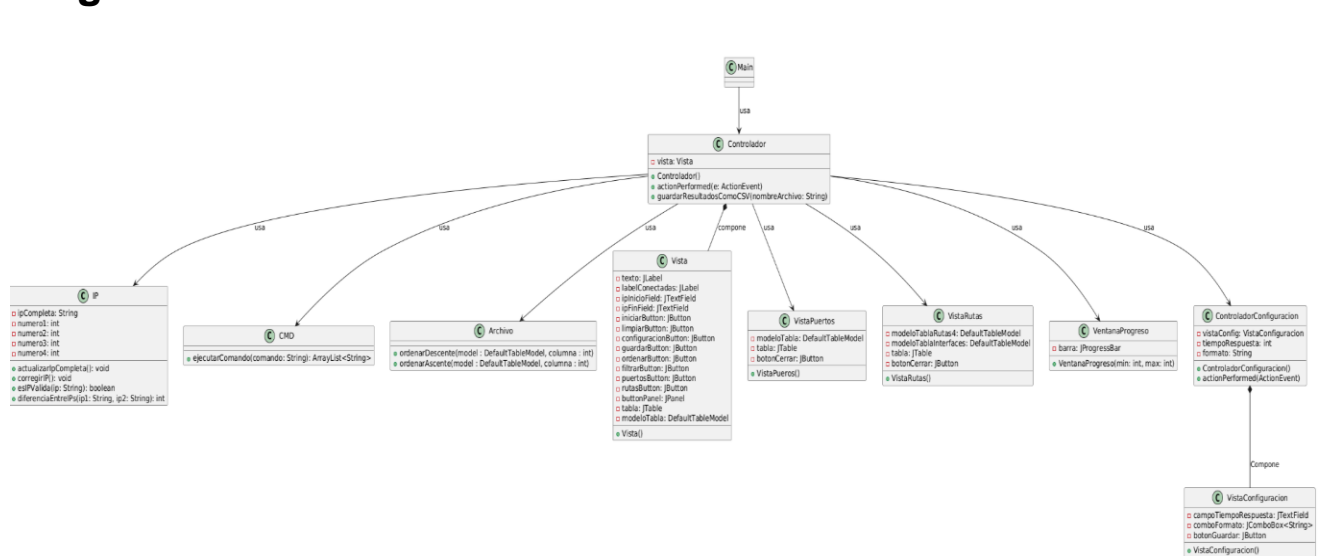 g
C Main
usa
C Controlador
vista: Vista
Controlador()
actionPerformed(e: ActionEvent)
guardarResultadosComoCSV(nombreArchivo: String)
usa
usa
usa
compone
usa
usa
usa
usa
C IP
ipCompleta: String
numero1: int
numero2: int
numero3: int
numero4: int
actualizarIpCompleta(): void
corregirIP(): void
esIPValida(ip: String): boolean
diferenciaEntreIPs(ip1: String, ip2: String): int
C CMD
ejecutarComando(comando: String): ArrayList<String>
C Archivo
ordenarDescente(model : DefaultTableModel, columna : int)
ordenarAscente(model : DefaultTableModel, columna : int)
C Vista
texto: JLabel
labelConectadas: JLabel
ipInicioField: JTextField
ipFinField: JTextField
iniciarButton: JButton
limpiarButton: JButton
configuracionButton: JButton
guardarButton: JButton
ordenarButton: JButton
filtrarButton: JButton
puertosButton: JButton
rutasButton: JButton
buttonPanel: JPanel
tabla: JTable
modeloTabla: DefaultTableModel
Vista()
C VistaPuertos
modeloTabla: DefaultTableModel
tabla: JTable
botonCerrar: JButton
VistaPueros()
C VistaRutas
modeloTablaRutas4: DefaultTableModel
modeloTablaInterfaces: DefaultTableModel
tabla: JTable
botonCerrar: JButton
VistaRutas()
C VentanaProgreso
barra: JProgressBar
VentanaProgreso(min: int, max: int)
C ControladorConfiguracion
vistaConfig: VistaConfiguracion
tiempoRespuesta: int
formato: String
ControladorConfiguracion()
actionPerformed(ActionEvent)
Compone
C VistaConfiguracion
campoTiempoRespuesta: JTextField
comboFormato: JComboBox<String>
botonGuardar: JButton
VistaConfiguracion()